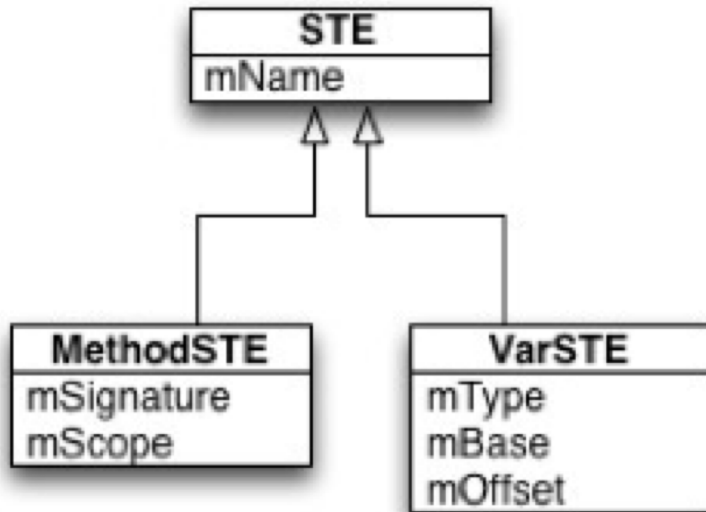 STE
mName
MethodSTE
mSignature
mScope
VarSTE
mType
mBase
mOffset